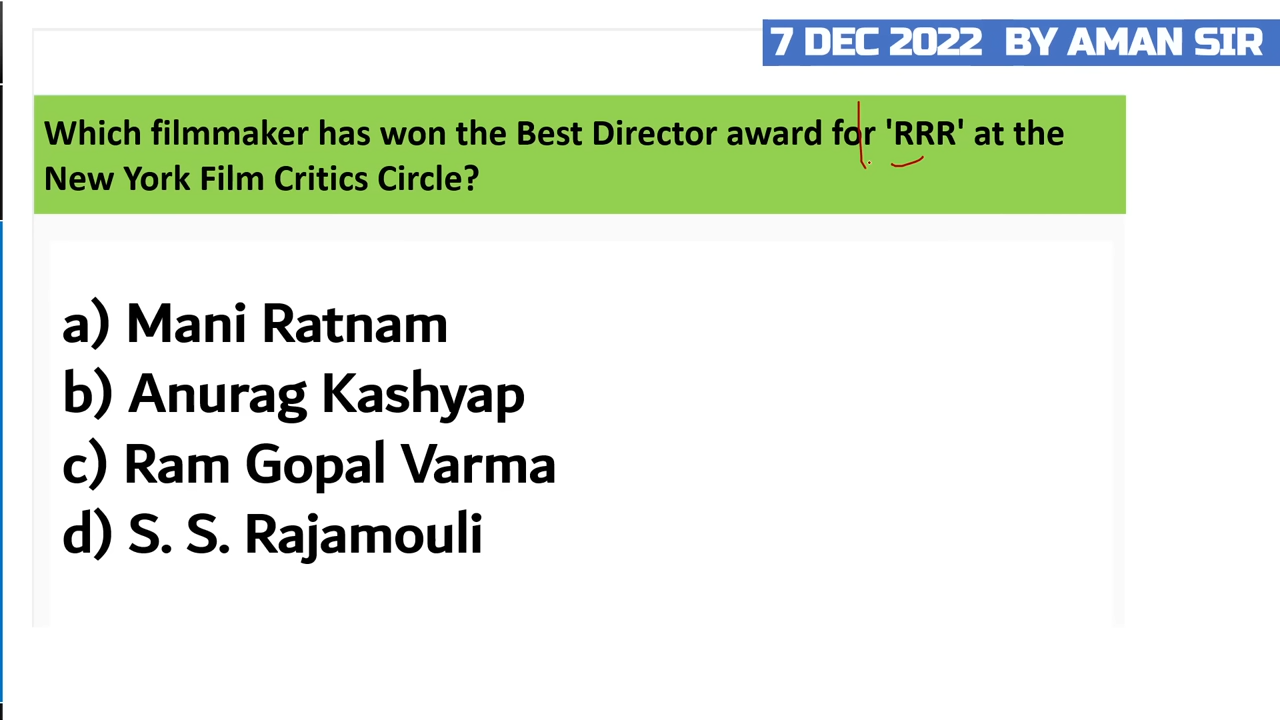 7 DEC 2022 BY AMAN SIR
Which filmmaker has won the Best Director award for 'RRR' at the
New York Film Critics Circle?
a) Mani Ratnam
b) Anurag Kashyap
c) Ram Gopal Varma
d) S. S. Rajamouli